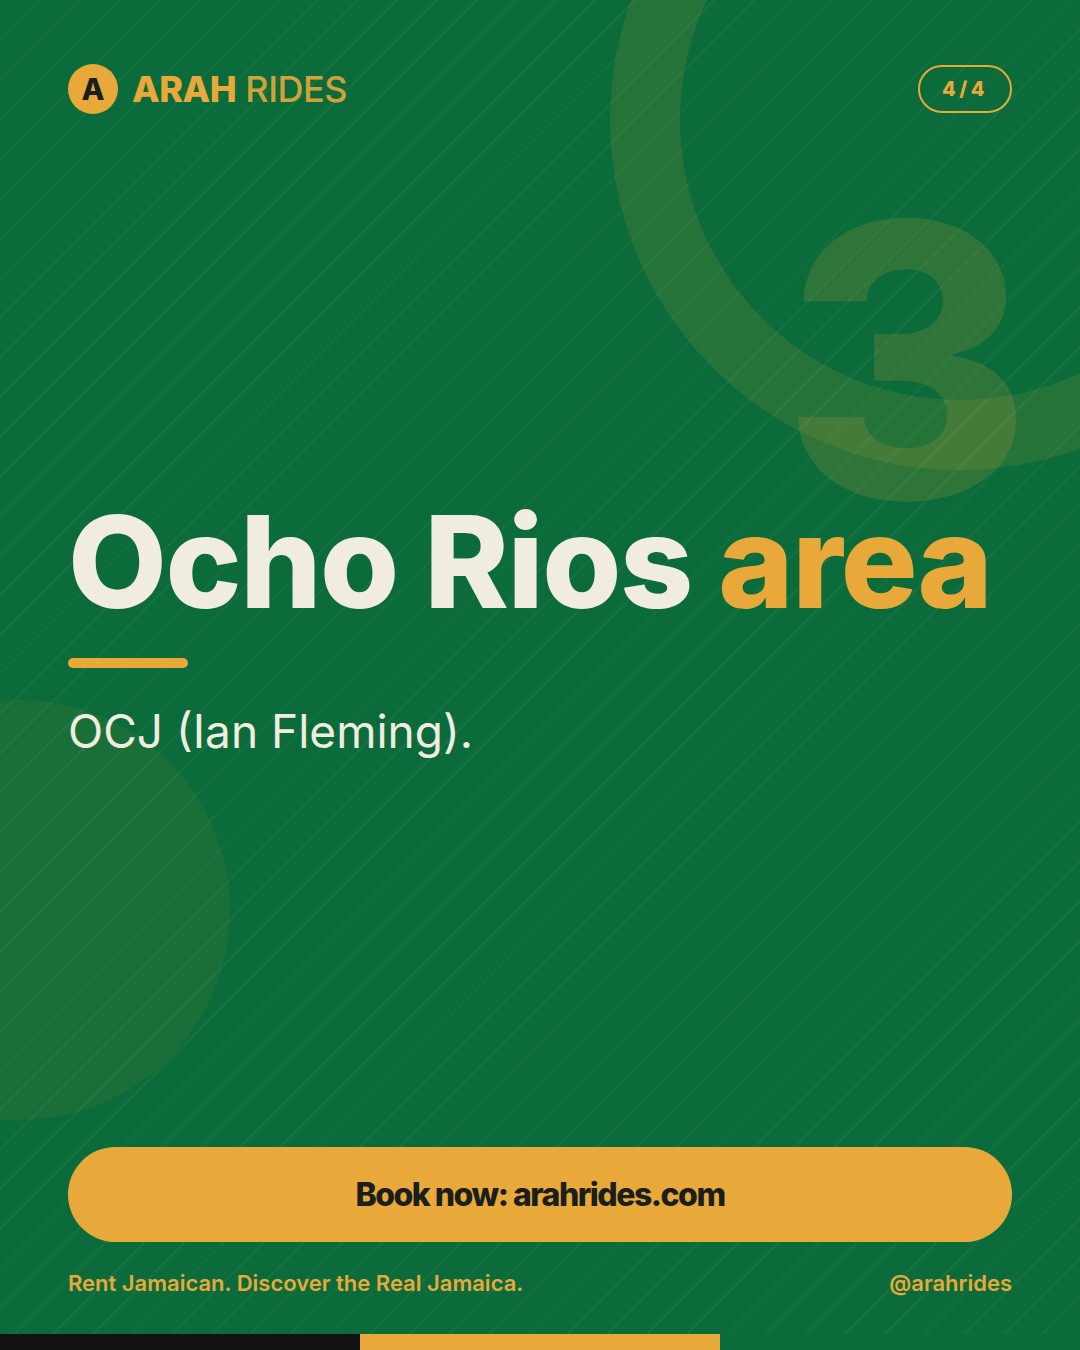 A ARAH RIDES
4/4
3
Ocho Rios area
OCJ (Ian Fleming).
Book now: arahrides.com
Rent Jamaican. Discover the Real Jamaica.
@arahrides